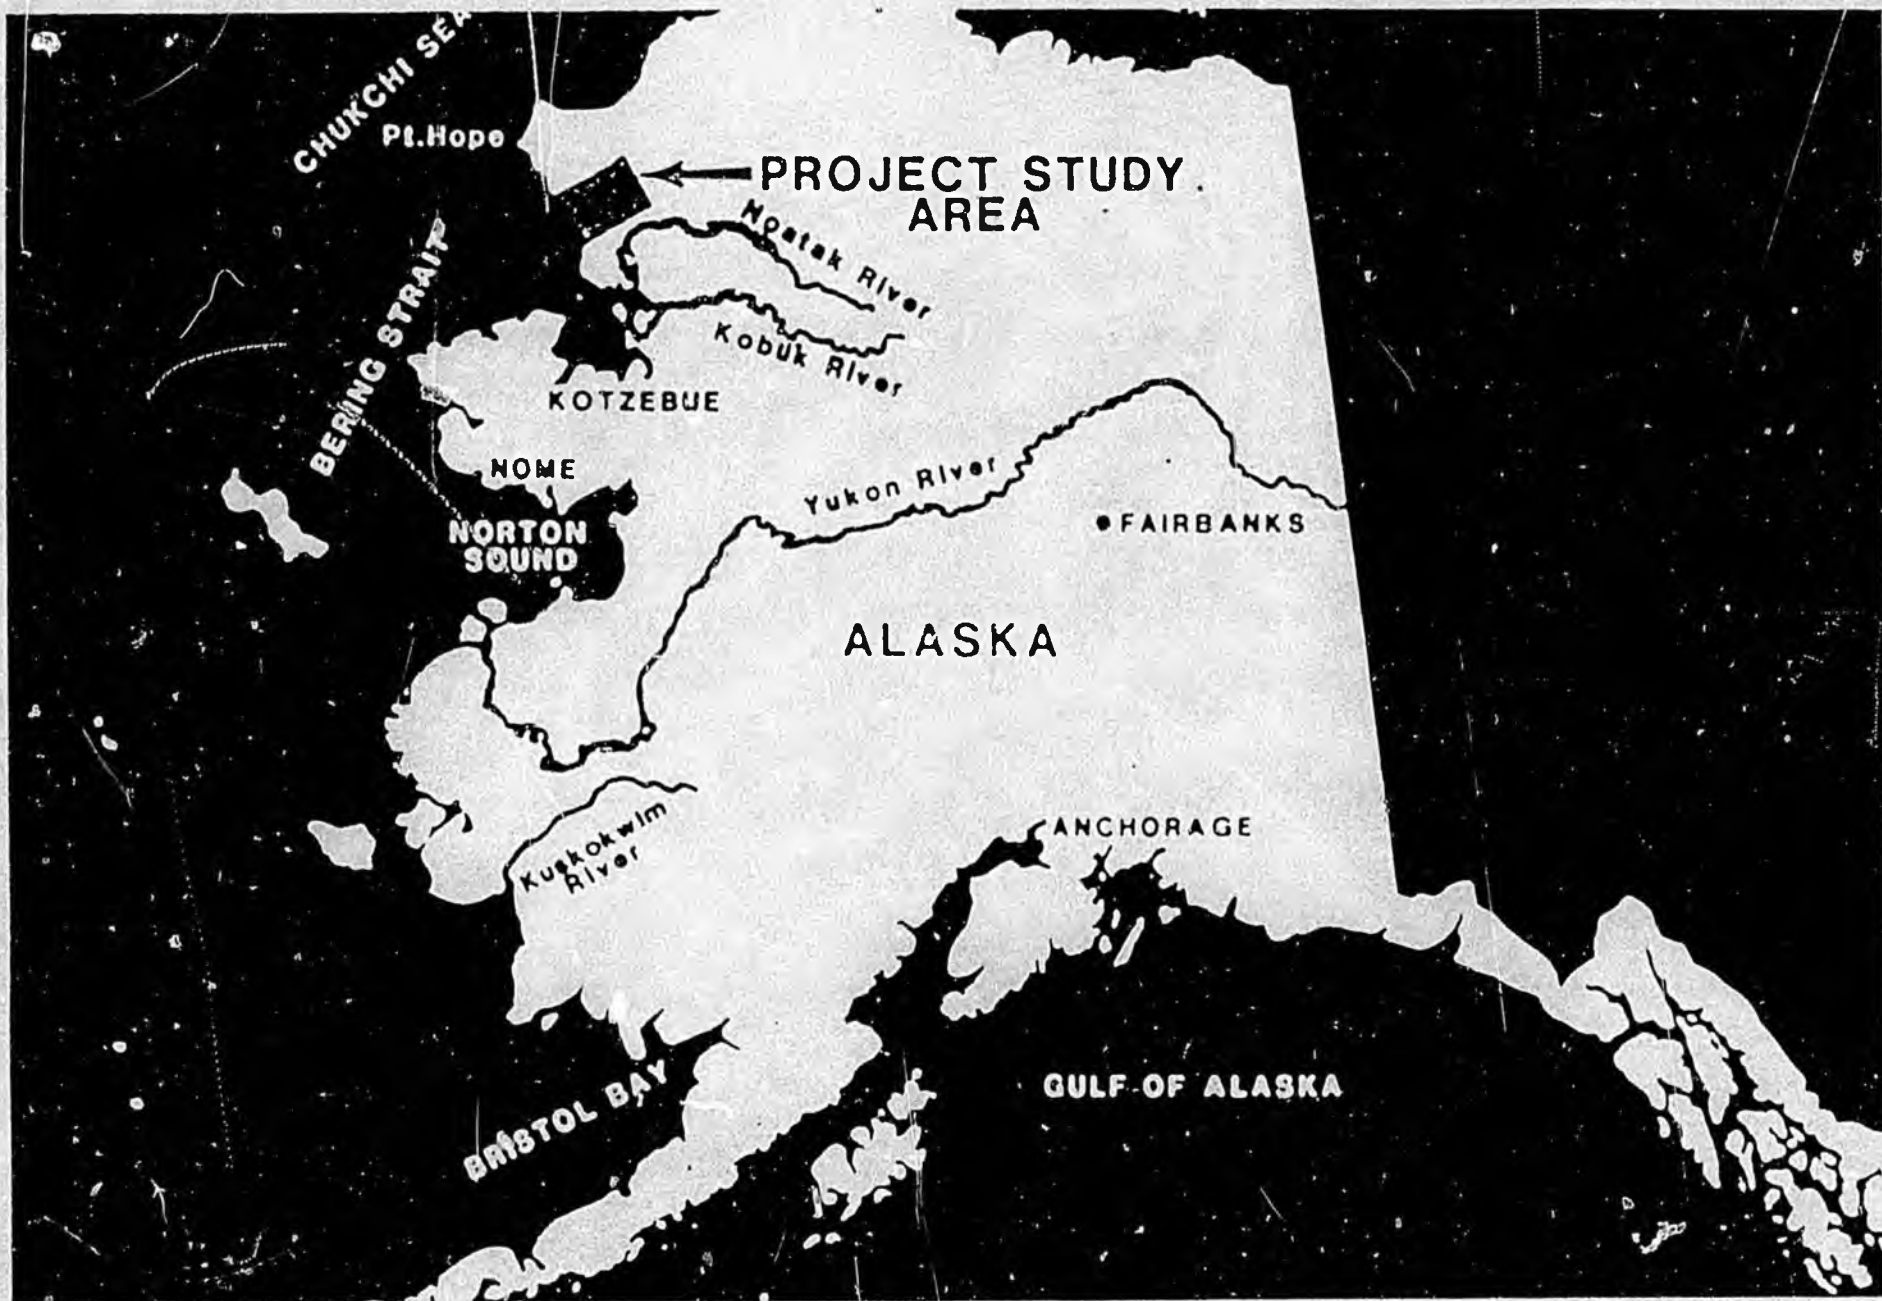 CHUKCHI SEA
Pt.Hope
PROJECT STUDY
AREA
Noatak River
BERING STRAIT
Kobuk River
KOTZEBUE
NOME
Yukon River
NORTON
SOUND
FAIRBANKS
ALASKA
ANCHORAGE
Kuskokwim
River
GULF OF ALASKA
BRISTOL BAY